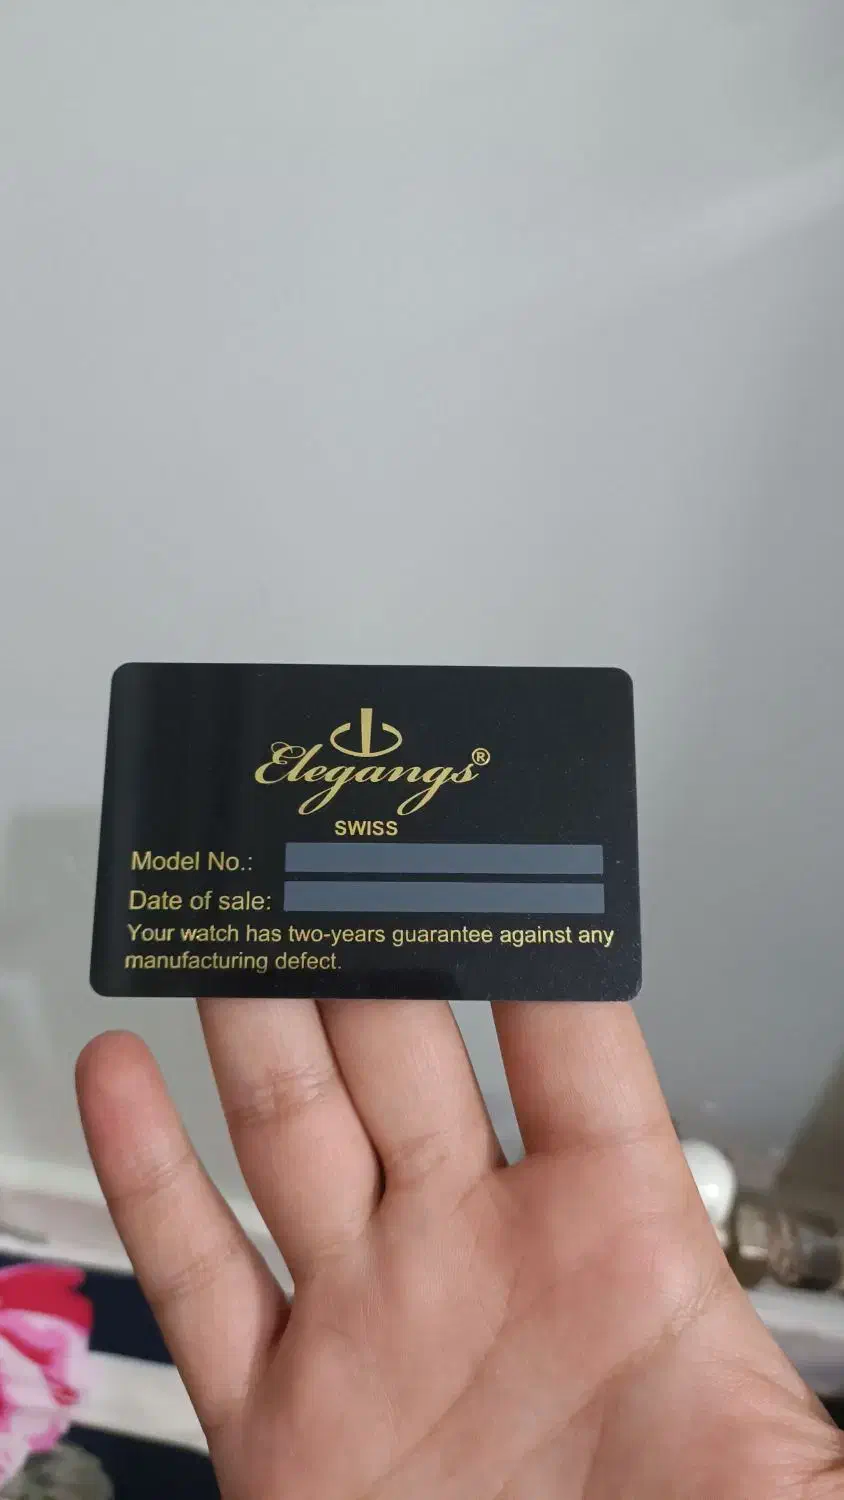 Elegangs®
SWISS
Model No.:
Date of sale:
Your watch has two-years guarantee against any
manufacturing defect.